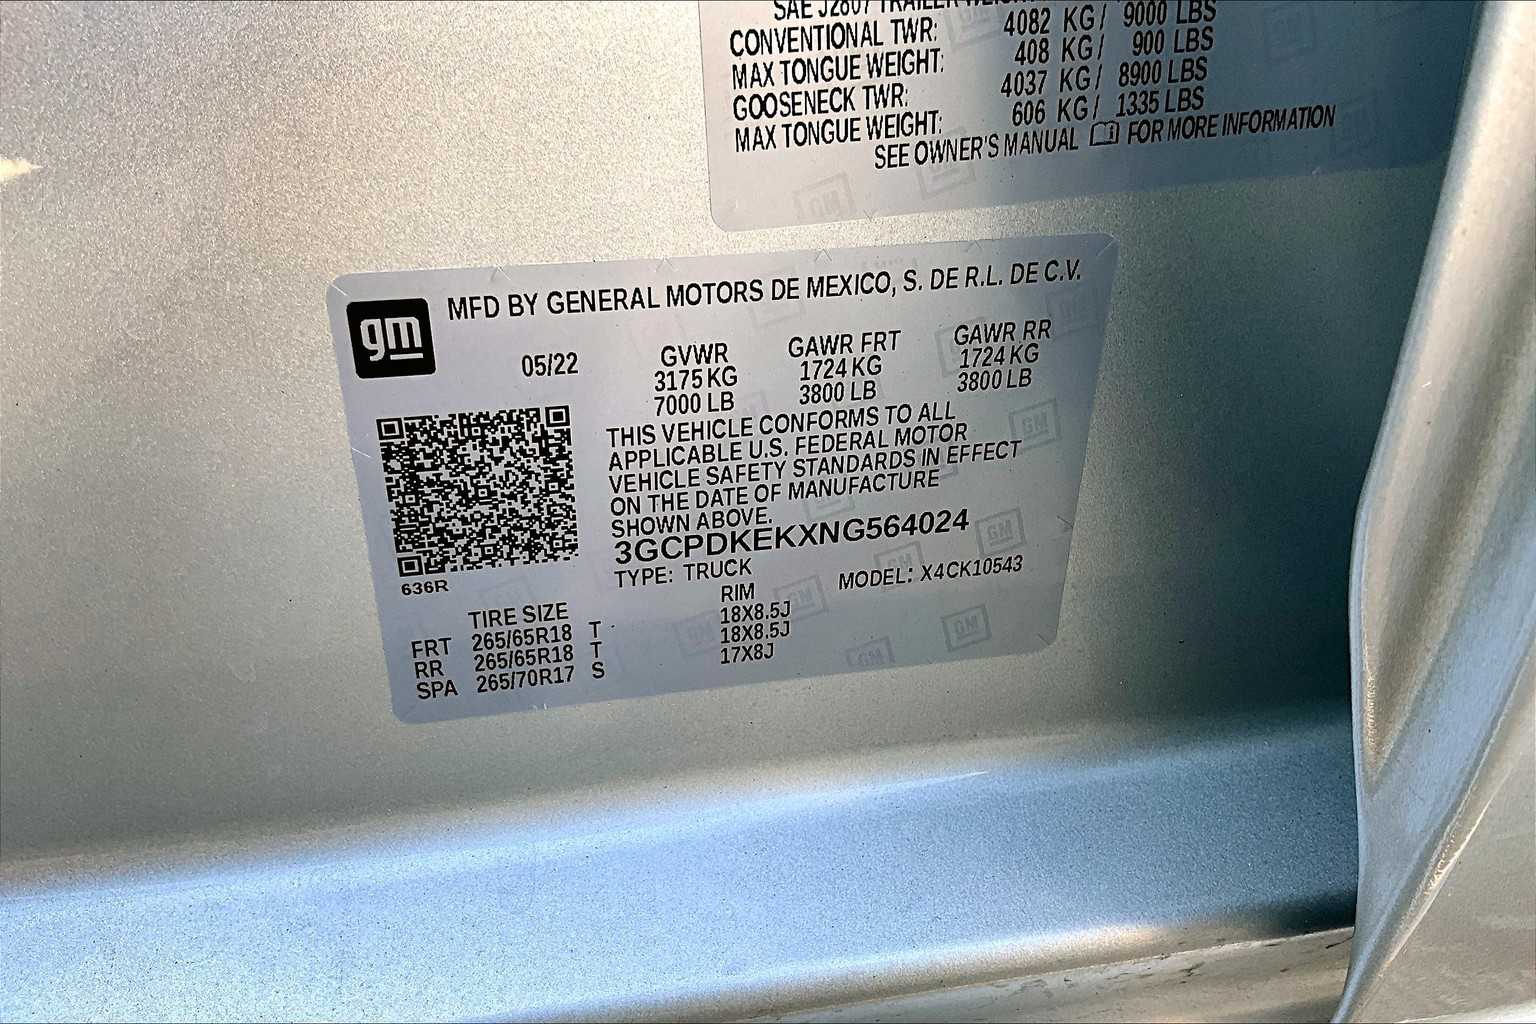 SAE J2807 TRAILER WEIGHT
CONVENTIONAL TWR: 4082 KG/ 9000 LBS
MAX TONGUE WEIGHT: 408 KG/ 900 LBS
GOOSENECK TWR: 4037 KG/ 8900 LBS
MAX TONGUE WEIGHT: 606 KG/ 1335 LBS
SEE OWNER'S MANUAL FOR MORE INFORMATION
gm
MFD BY GENERAL MOTORS DE MEXICO, S. DE R.L. DE C.V.
05/22 GVWR GAWR FRT GAWR RR
3175 KG 1724 KG 1724 KG
7000 LB 3800 LB 3800 LB
THIS VEHICLE CONFORMS TO ALL
APPLICABLE U.S. FEDERAL MOTOR
VEHICLE SAFETY STANDARDS IN EFFECT
ON THE DATE OF MANUFACTURE
SHOWN ABOVE.
3GCPDKEKXNG564024
TYPE: TRUCK MODEL: X4CK10543
636R
TIRE SIZE RIM
FRT 265/65R18 T 18X8.5J
RR 265/65R18 T 18X8.5J
SPA 265/70R17 S 17X8J